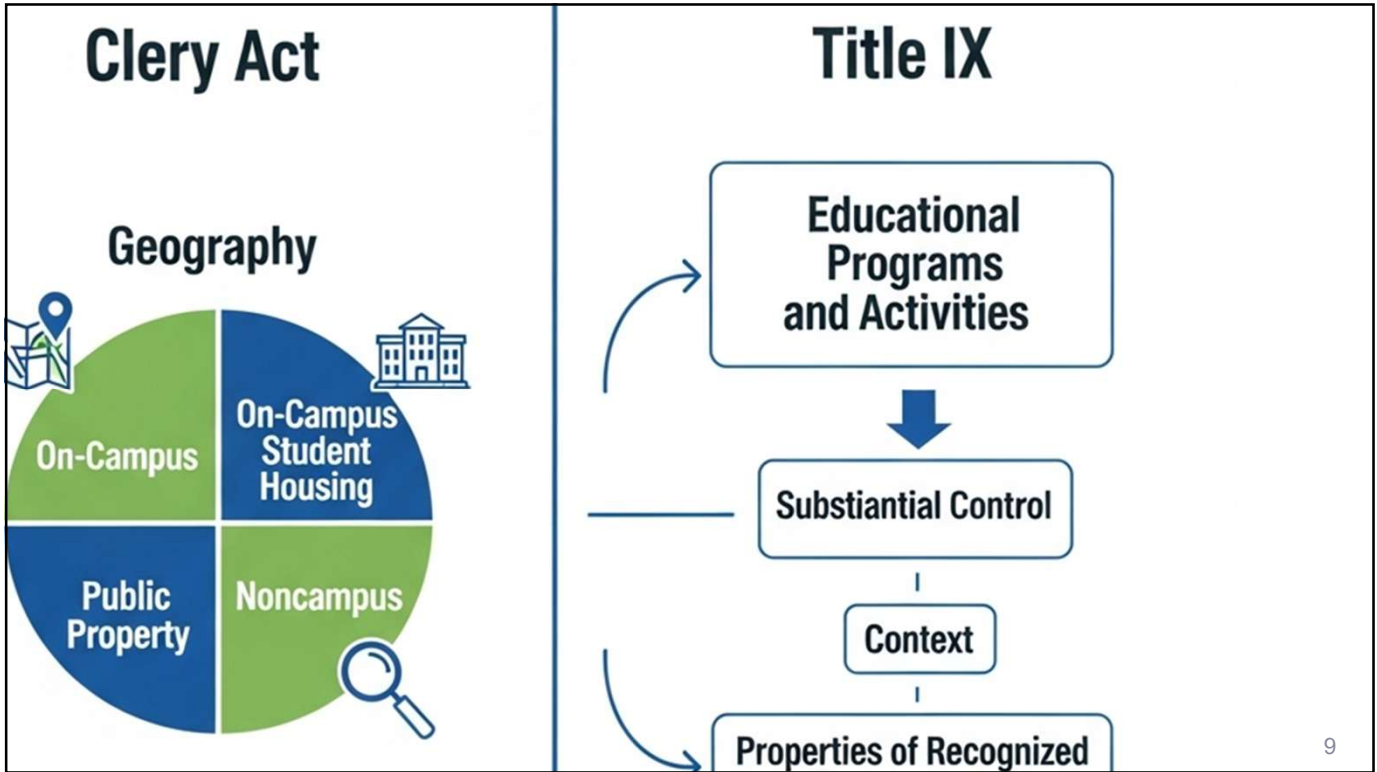 Clery Act
Geography
On-Campus
On-Campus
Student
Housing
Public
Property
Noncampus
Title IX
Educational
Programs
and Activities
Substiantial Control
Context
Properties of Recognized
9